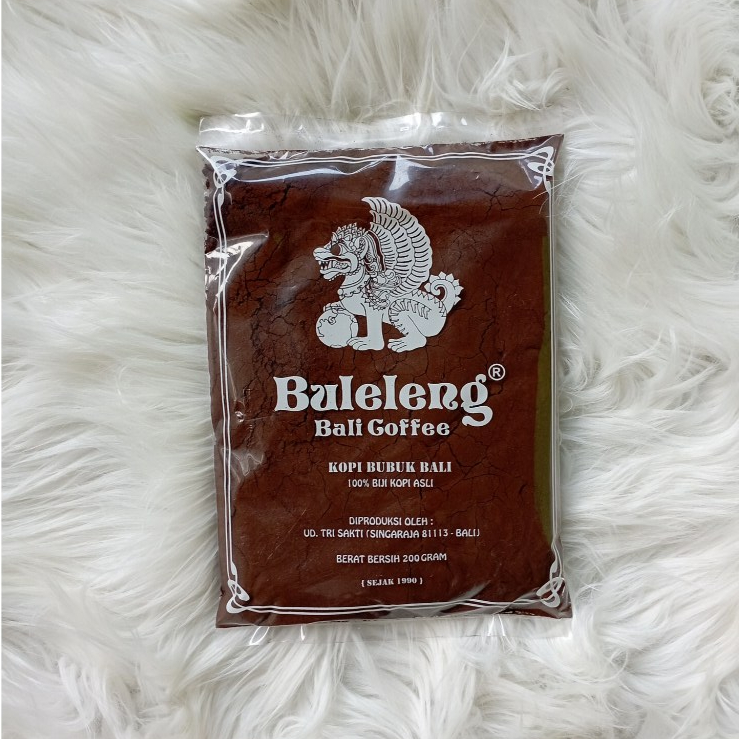 Buleleng®
Bali Coffee
KOPI BUBUK BALI
100% BIJI KOPI ASLI
DIPRODUKSI OLEH :
UD. TRI SAKTI (SINGARAJA 81113 - BALI)
BERAT BERSIH 200 GRAM
{ SEJAK 1990 }